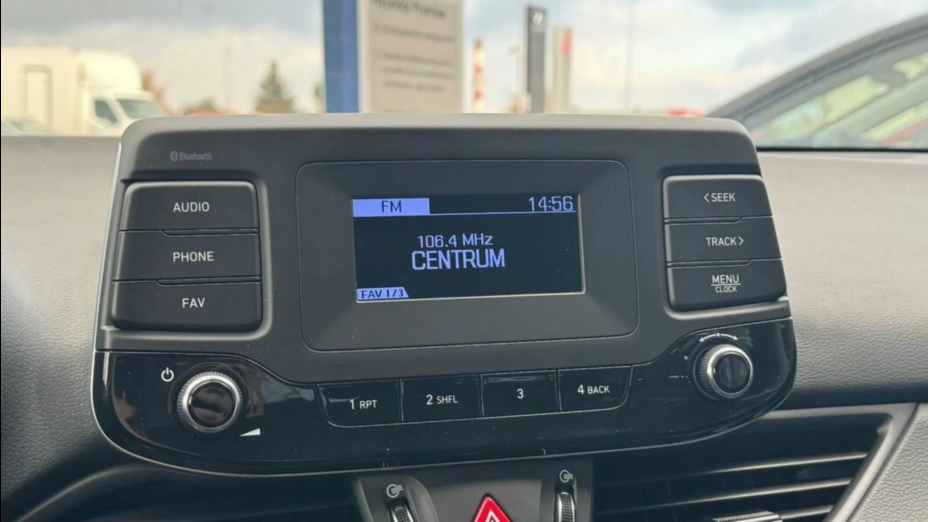 Bluetooth
AUDIO
PHONE
FAV
FM 14:56
106.4 MHz
CENTRUM
FAV 1/3
<SEEK
TRACK>
MENU
CLOCK
1 RPT
2 SHFL
3
4 BACK